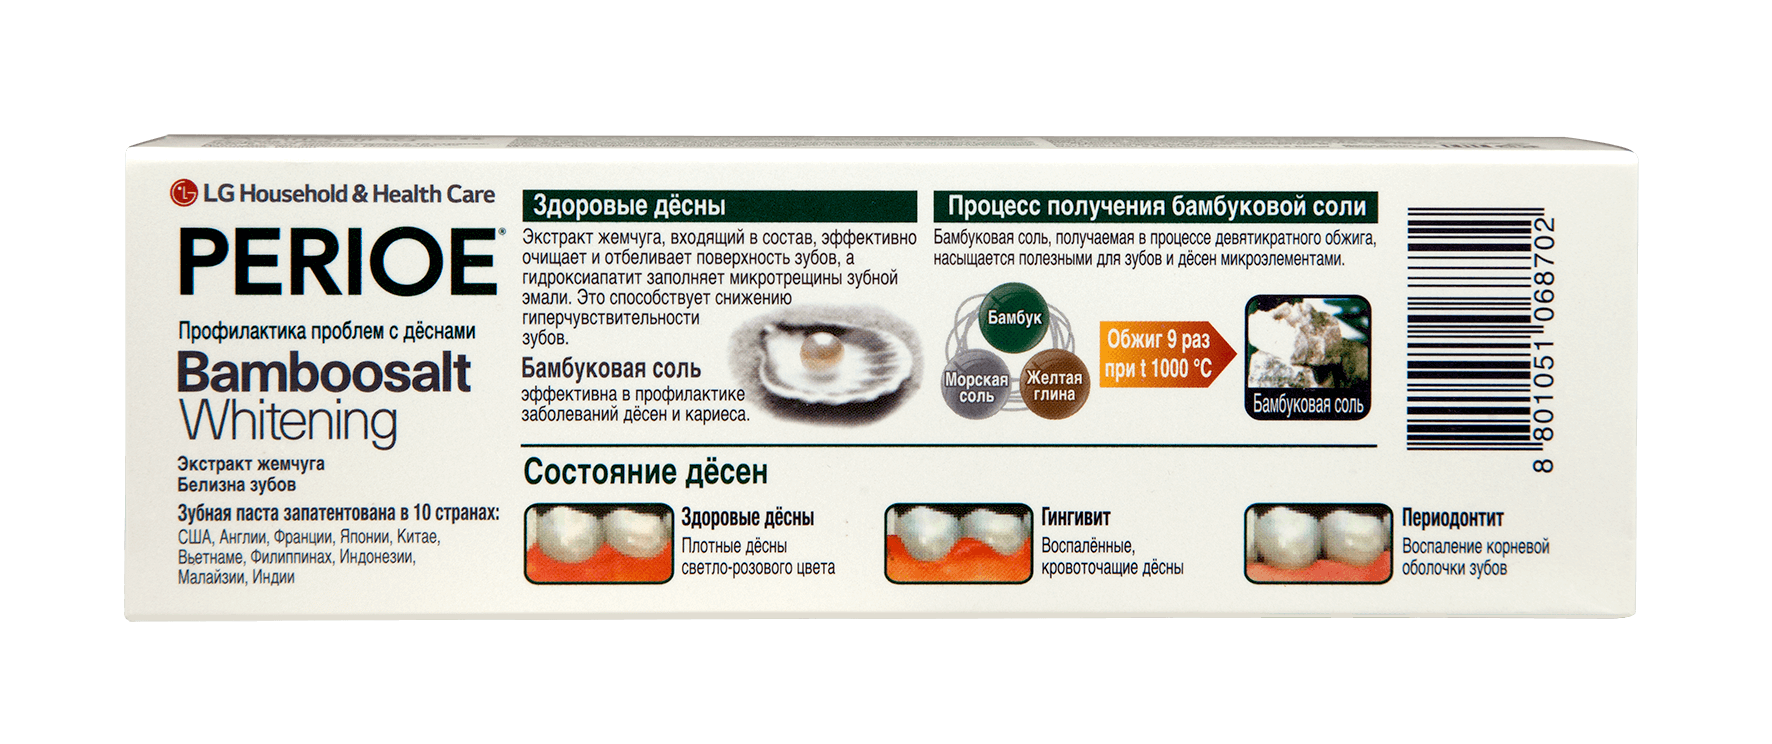 LG Household & Health Care
PERIOE®
Профилактика проблем с дёснами
Bamboosalt
Whitening
Экстракт жемчуга
Белизна зубов
Зубная паста запатентована в 10 странах:
США, Англии, Франции, Японии, Китае,
Вьетнаме, Филиппинах, Индонезии,
Малайзии, Индии
Здоровые дёсны
Экстракт жемчуга, входящий в состав, эффективно
очищает и отбеливает поверхность зубов, а
гидроксиапатит заполняет микротрещины зубной
эмали. Это способствует снижению
гиперчувствительности
зубов.
Бамбуковая соль
эффективна в профилактике
заболеваний дёсен и кариеса.
Процесс получения бамбуковой соли
Бамбуковая соль, получаемая в процессе девятикратного обжига,
насыщается полезными для зубов и дёсен микроэлементами.
Бамбук
Морская
соль
Желтая
глина
Обжиг 9 раз
при t 1000 °C
Бамбуковая соль
Состояние дёсен
Здоровые дёсны
Плотные дёсны
светло-розового цвета
Гингивит
Воспалённые,
кровоточащие дёсны
Периодонтит
Воспаление корневой
оболочки зубов
8 801051 068702